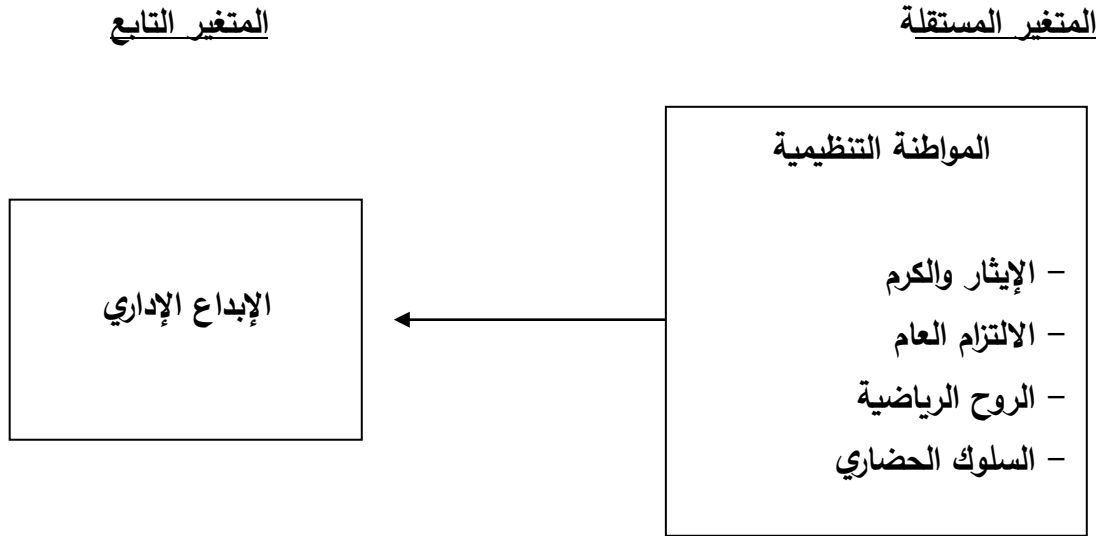 المتغير المستقلة
المتغير التابع
المواطنة التنظيمية
– الإيثار والكرم
– الالتزام العام
– الروح الرياضية
– السلوك الحضاري
الإبداع الإداري